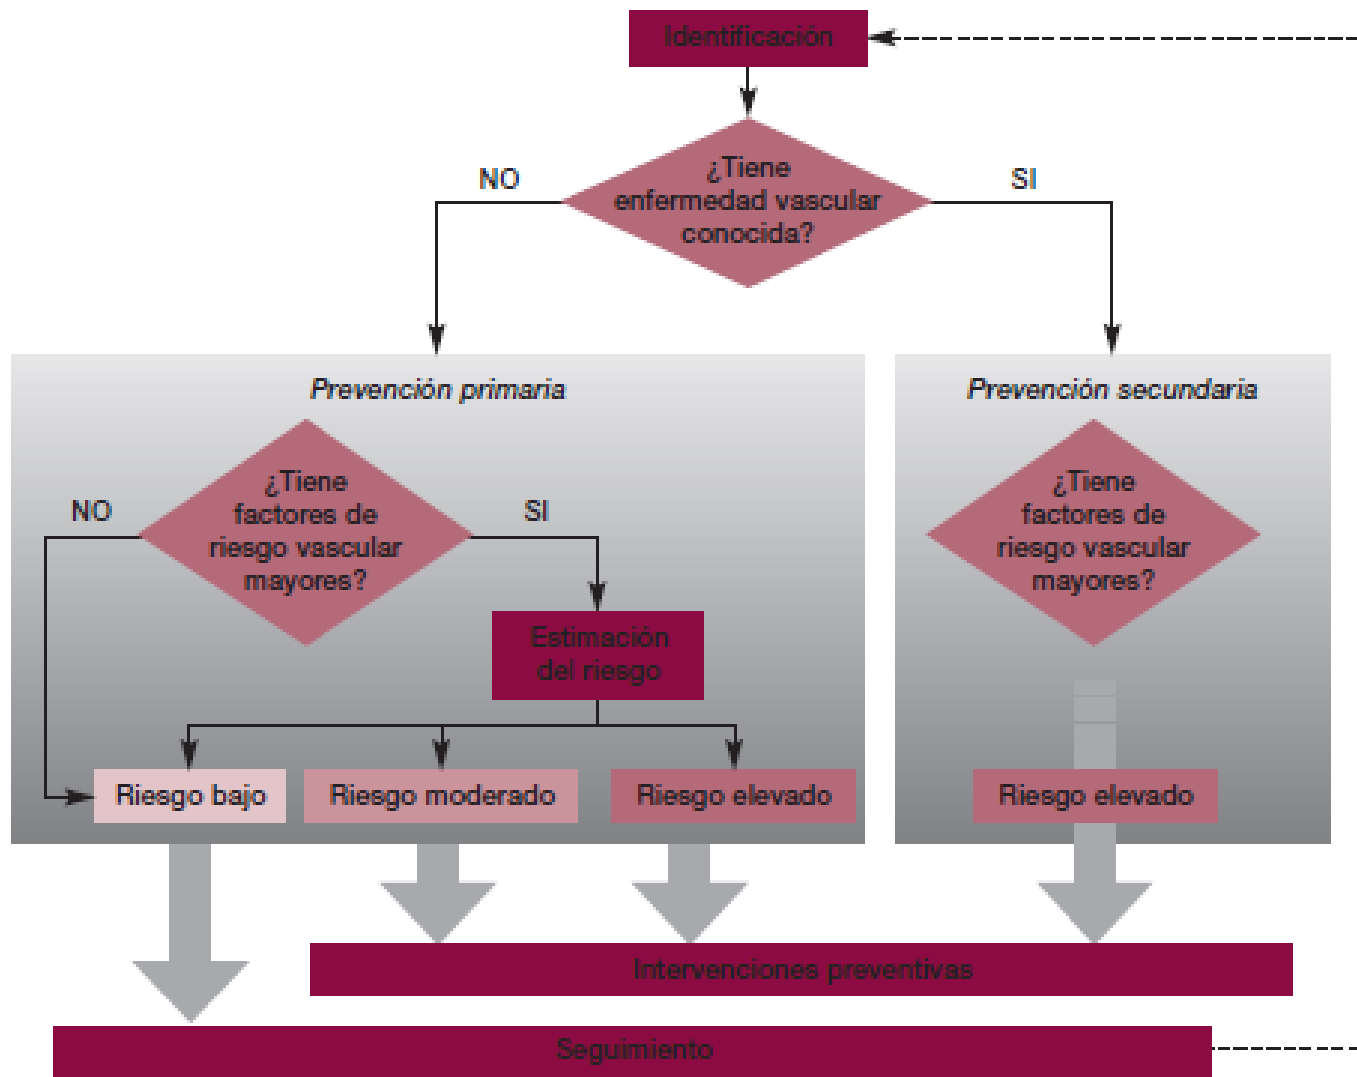 Identificación
¿Tiene
enfermedad vascular
conocida?
NO
SI
Prevención primaria
¿Tiene
factores de
riesgo vascular
mayores?
NO
SI
Estimación
del riesgo
Riesgo bajo
Riesgo moderado
Riesgo elevado
Prevención secundaria
¿Tiene
factores de
riesgo vascular
mayores?
Riesgo elevado
Intervenciones preventivas
Seguimiento